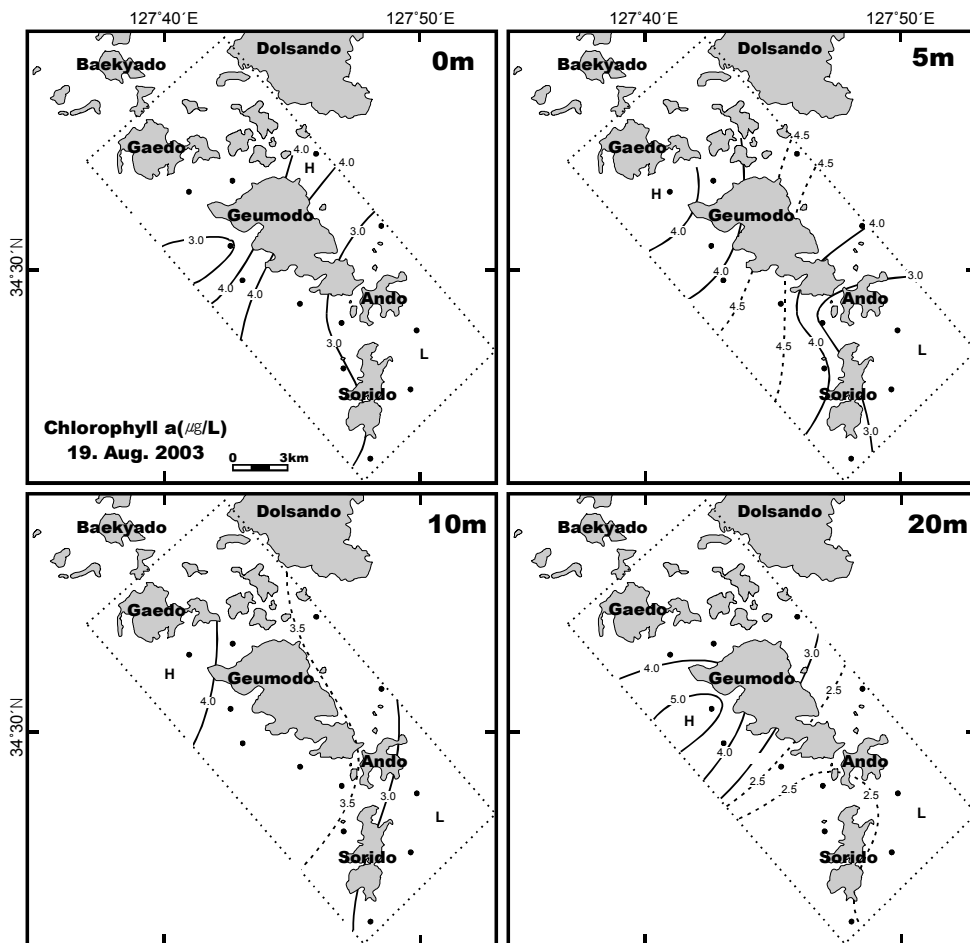 127°40′ 127°50′ 127°40′ 127°50′
Dolsando
Baekyado
0m
Gaedo
4.0
4.0
H
Geumodo
3.0
3.0
34°30′N
4.0
4.0
Ando
3.0
L
Sorido
Chlorophyll a(㎍/L)
19. Aug. 2003
0 3km
Dolsando
Baekyado
5m
4.5
Gaedo
4.5
H
Geumodo
4.0
4.0
3.0
4.0
Ando
4.5
4.0
4.5
L
Sorido
3.0
Dolsando
Baekyado
10m
Gaedo
3.5
H
Geumodo
4.0
34°30′N
Ando
3.0
3.5
L
Sorido
Dolsando
Baekyado
20m
Gaedo
3.0
4.0
Geumodo
2.5
5.0
H
4.0
Ando
2.5
2.5
2.5
L
Sorido